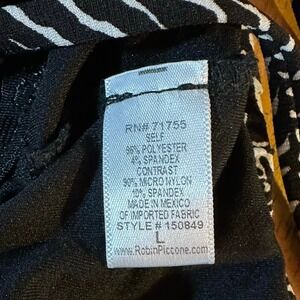 RN# 71755
SELF
96% POLYESTER
4% SPANDEX
CONTRAST
90% MICRO NYLON
10% SPANDEX
MADE IN MEXICO
OF IMPORTED FABRIC
STYLE # 150849
L
www.RobinPiccone.com